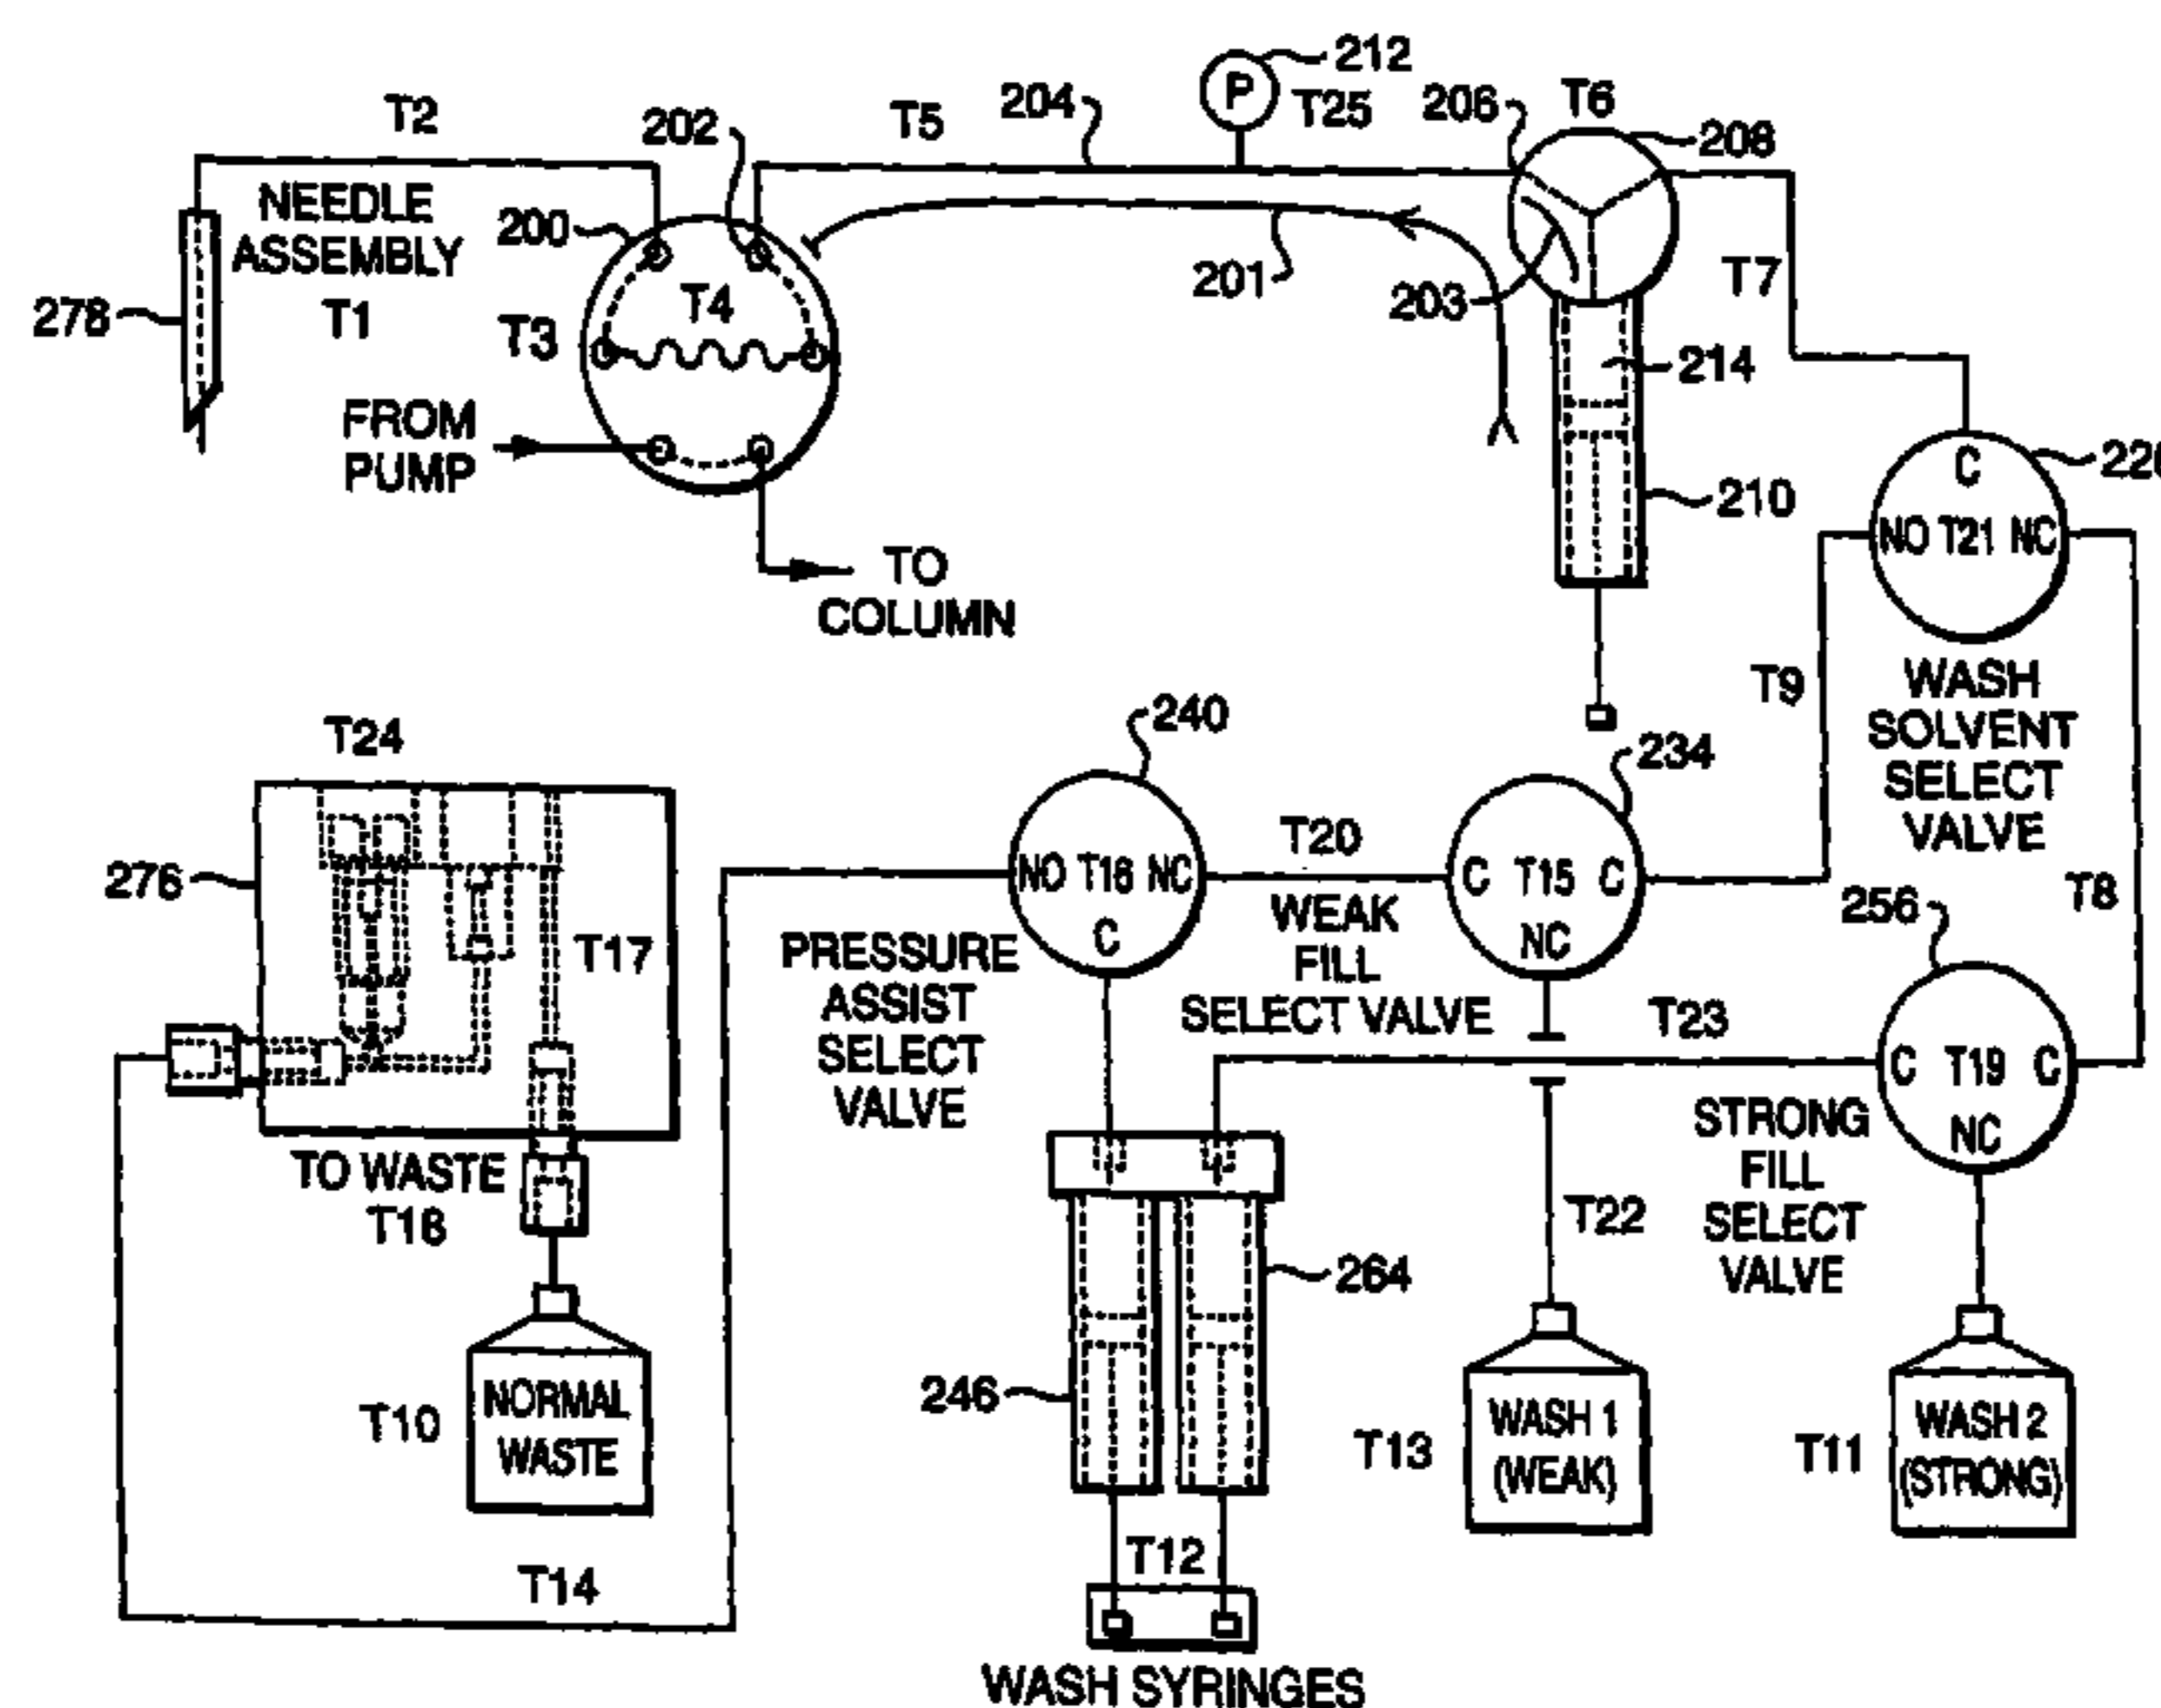 212
P
T25
T2
202
T5
204
206
T6
208
NEEDLE
ASSEMBLY
T1
200
278
T3
T4
201
203
T7
214
FROM
PUMP
210
C
NO T21 NC
TO
COLUMN
WASH
SOLVENT
SELECT
VALVE
T9
T8
240
234
T24
276
T17
NO T16 NC
C
T20
C T15 C
NC
WEAK
FILL
SELECT VALVE
PRESSURE
ASSIST
SELECT
VALVE
256
T23
C T19 C
NC
STRONG
FILL
SELECT
VALVE
TO WASTE
T18
T22
264
246
T10
NORMAL
WASTE
T13
WASH 1
(WEAK)
T11
WASH 2
(STRONG)
T14
T12
WASH SYRINGES